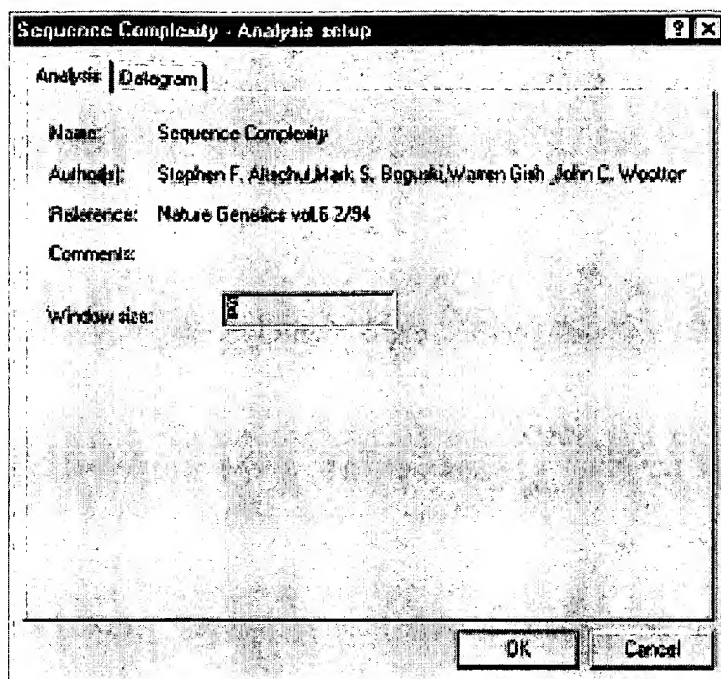 Sequence Complexity - Analysis setup
Analysis Datagram
Name: Sequence Complexity
Author(s): Stephen F. Altschul,Mark S. Boguski,Warren Gish ,John C. Wootton
Reference: Nature Genetics vol.6 2/94
Comments:
Window size:
OK Cancel